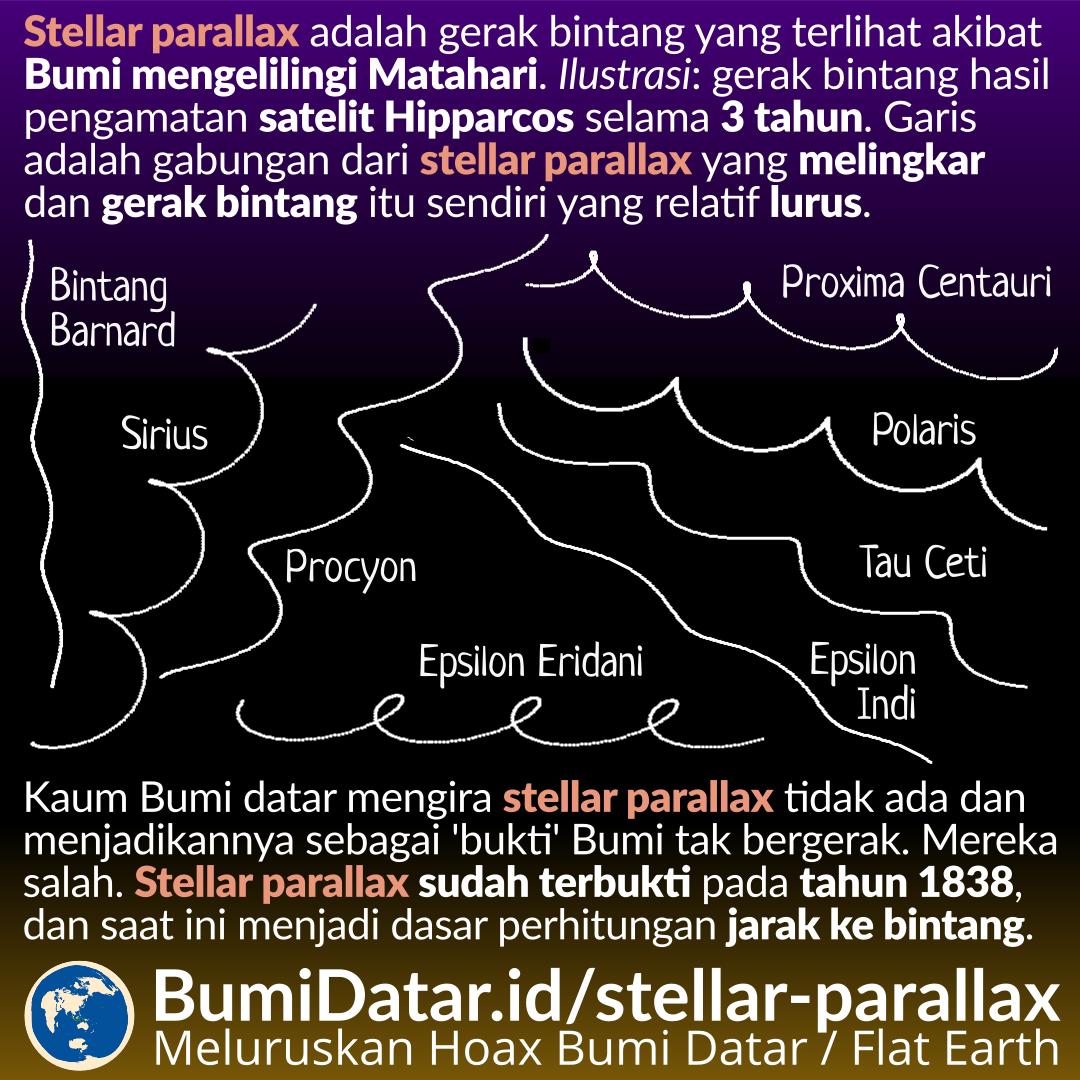 Stellar parallax adalah gerak bintang yang terlihat akibat
Bumi mengelilingi Matahari. Ilustrasi: gerak bintang hasil
pengamatan satelit Hipparcos selama 3 tahun. Garis
adalah gabungan dari stellar parallax yang melingkar
dan gerak bintang itu sendiri yang relatif lurus.
Bintang
Barnard
Proxima Centauri
Sirius
Polaris
Procyon
Tau Ceti
Epsilon Eridani
Epsilon
Indi
Kaum Bumi datar mengira stellar parallax tidak ada dan
menjadikannya sebagai 'bukti' Bumi tak bergerak. Mereka
salah. Stellar parallax sudah terbukti pada tahun 1838,
dan saat ini menjadi dasar perhitungan jarak ke bintang.
BumiDatar.id/stellar-parallax
Meluruskan Hoax Bumi Datar / Flat Earth